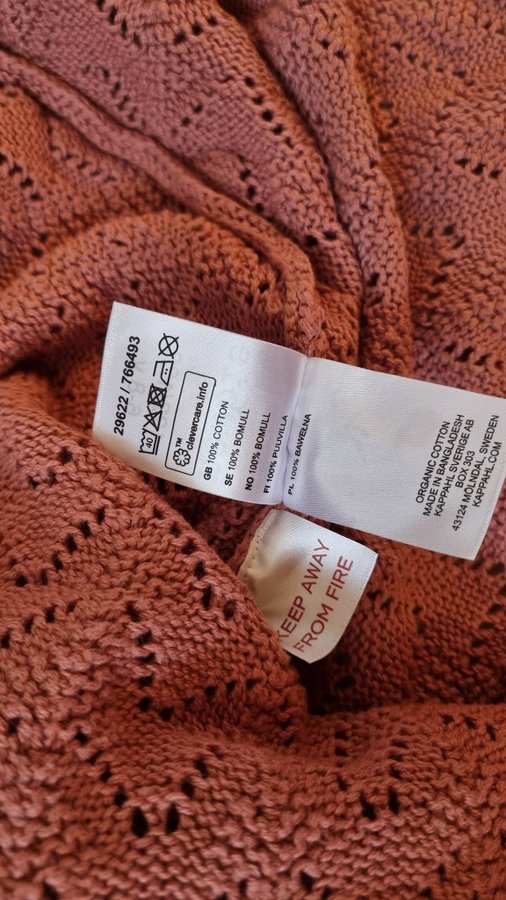 29622 / 766493
40
™ clevercare.info
GB 100% COTTON
SE 100% BOMULL
NO 100% BOMULL
FI 100% PUUVILLA
PL 100% BAWEŁNA
ORGANIC COTTON
MADE IN BANGLADESH
KAPPAHL SVERIGE AB
BOX 303
43124 MÖLNDAL, SWEDEN
KAPPAHL.COM
KEEP AWAY
FROM FIRE